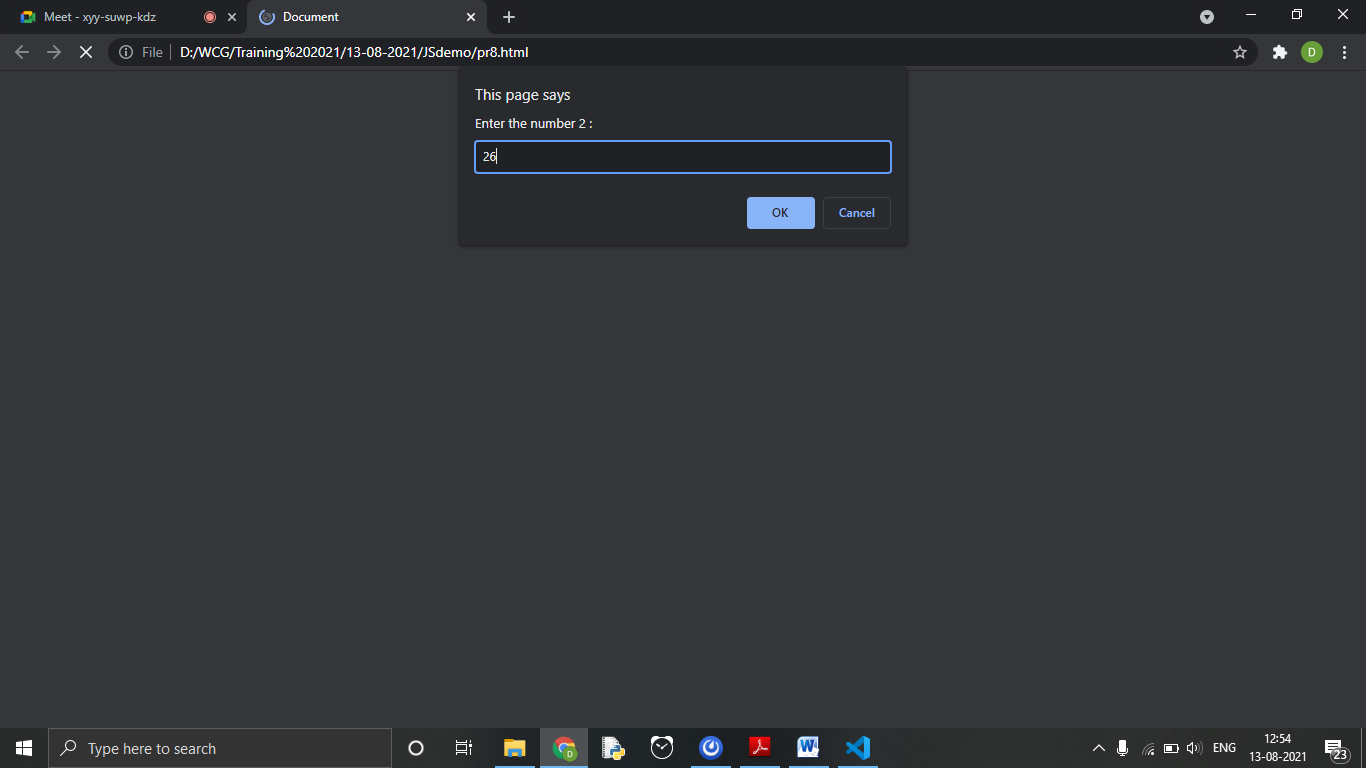 Meet - xyy-suwp-kdz
Document
File
D:/WCG/Training%202021/13-08-2021/JSdemo/pr8.html
D
This page says
Enter the number 2 :
26
OK
Cancel
Type here to search
D
W
ENG
12:54
13-08-2021
23